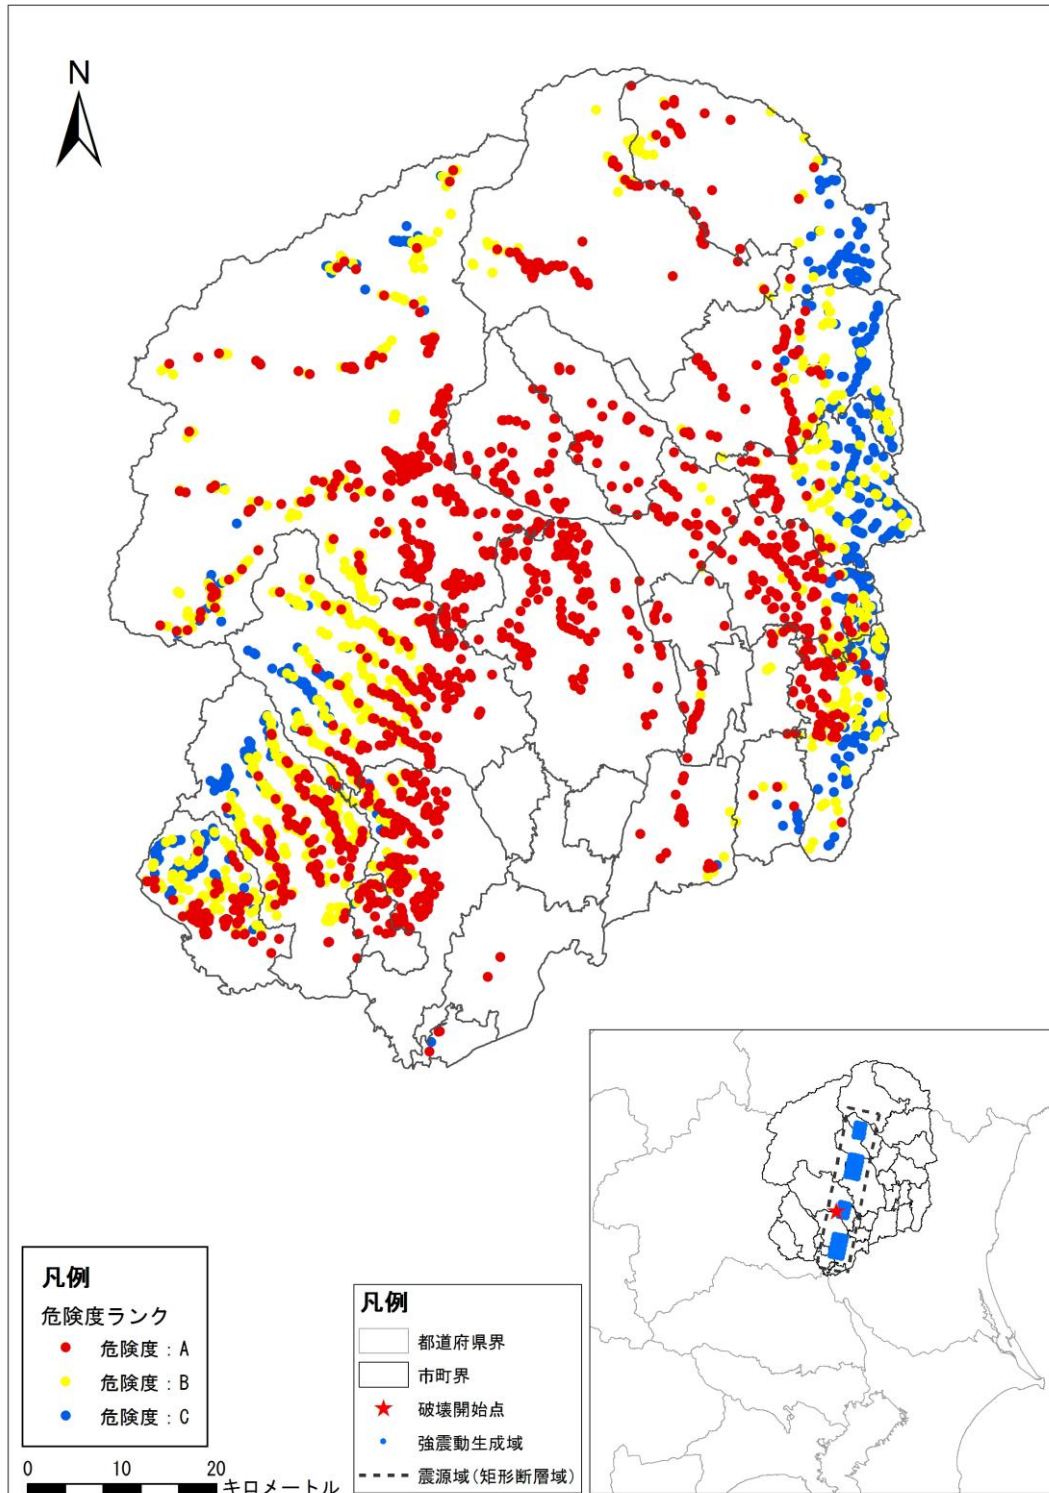 N
凡例
危険度ランク
危険度：A
危険度：B
危険度：C
0 10 20
キロメートル
凡例
都道府県界
市町界
破壊開始点
強震動生成域
震源域(矩形断層域)